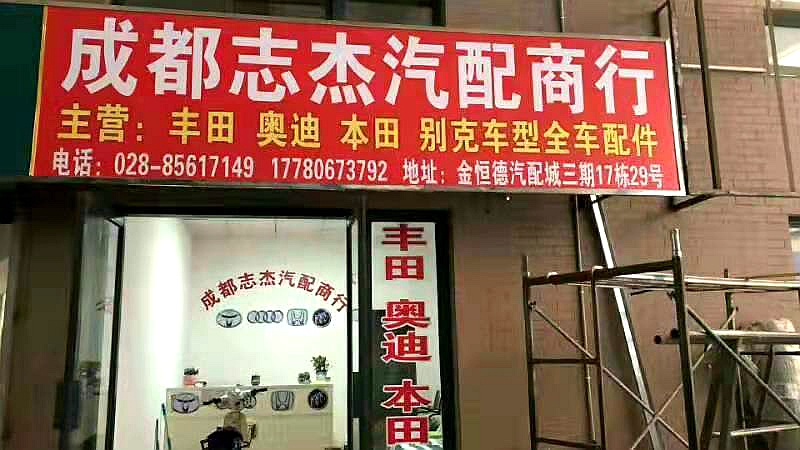 成都志杰汽配商行
主营：丰田 奥迪 本田 别克车型全车配件
电话：028-85617149 17780673792 地址：金恒德汽配城三期17栋29号
成都志杰汽配商行
丰田 奥迪 本田